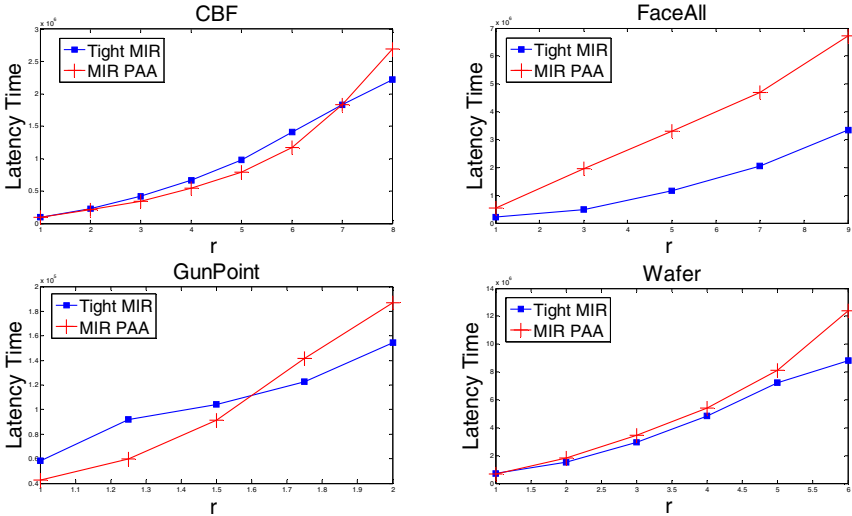 CBF
x 10^6
3
2.5
2
1.5
1
0.5
0
Latency Time
Tight MIR
MIR PAA
1 2 3 4 5 6 7 8
r
FaceAll
x 10^6
7
6
5
4
3
2
1
0
Latency Time
Tight MIR
MIR PAA
1 2 3 4 5 6 7 8 9
r
GunPoint
2
1.8
1.6
1.4
1.2
1
0.8
0.6
0.4
Latency Time
Tight MIR
MIR PAA
1 1.1 1.2 1.3 1.4 1.5 1.6 1.7 1.8 1.9 2
r
Wafer
x 10^6
14
12
10
8
6
4
2
0
Latency Time
Tight MIR
MIR PAA
1 1.5 2 2.5 3 3.5 4 4.5 5 5.5 6
r